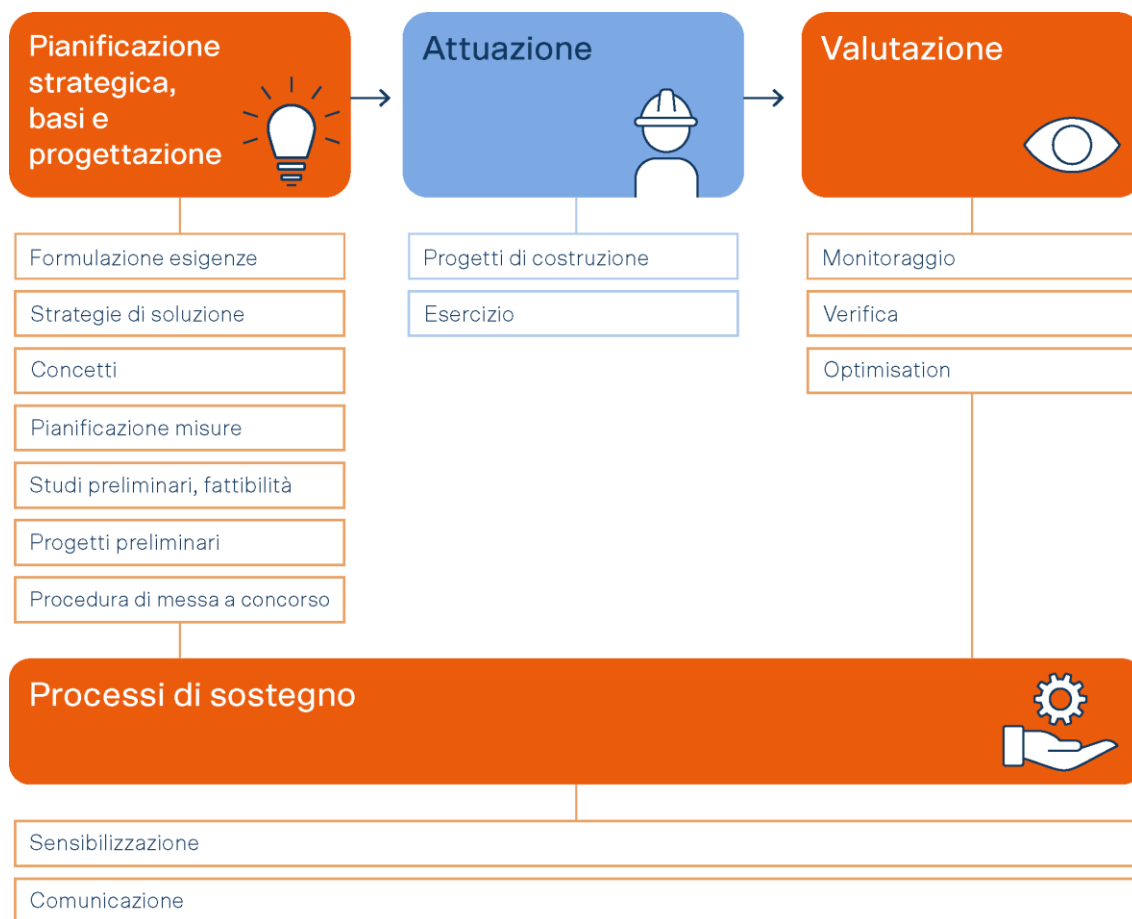 Pianificazione
strategica,
basi e
progettazione
Formulazione esigenze
Strategie di soluzione
Concetti
Pianificazione misure
Studi preliminari, fattibilità
Progetti preliminari
Procedura di messa a concorso
Attuazione
Progetti di costruzione
Esercizio
Valutazione
Monitoraggio
Verifica
Optimisation
Processi di sostegno
Sensibilizzazione
Comunicazione